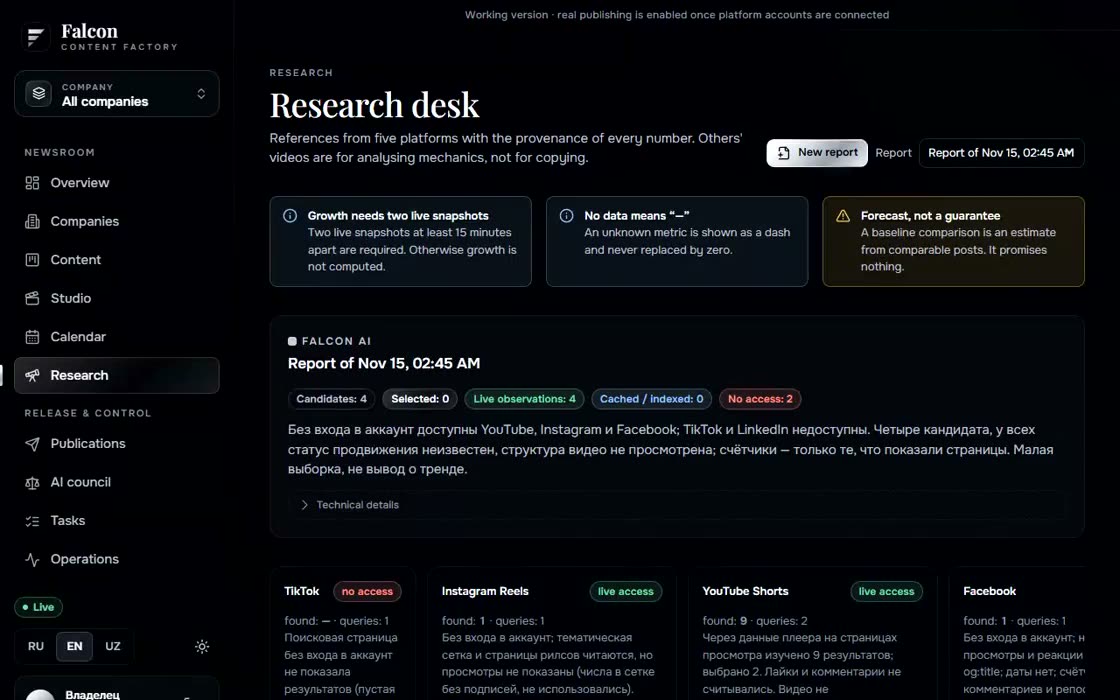 Falcon
CONTENT FACTORY
COMPANY
All companies
NEWSROOM
Overview
Companies
Content
Studio
Calendar
Research
RELEASE & CONTROL
Publications
AI council
Tasks
Operations
Live
RU
EN
UZ
Владелец
Working version · real publishing is enabled once platform accounts are connected
RESEARCH
Research desk
References from five platforms with the provenance of every number. Others'
videos are for analysing mechanics, not for copying.
New report
Report
Report of Nov 15, 02:45 AM
Growth needs two live snapshots
Two live snapshots at least 15 minutes
apart are required. Otherwise growth is
not computed.
No data means “—”
An unknown metric is shown as a dash
and never replaced by zero.
Forecast, not a guarantee
A baseline comparison is an estimate
from comparable posts. It promises
nothing.
FALCON AI
Report of Nov 15, 02:45 AM
Candidates: 4
Selected: 0
Live observations: 4
Cached / indexed: 0
No access: 2
Без входа в аккаунт доступны YouTube, Instagram и Facebook; TikTok и LinkedIn недоступны. Четыре кандидата, у всех
статус продвижения неизвестен, структура видео не просмотрена; счётчики — только те, что показали страницы. Малая
выборка, не вывод о тренде.
Technical details
TikTok
no access
found: — · queries: 1
Поисковая страница
без входа в аккаунт
не показала
результатов (пустая
Instagram Reels
live access
found: 1 · queries: 1
Без входа в аккаунт; тематическая
сетка и страницы рилсов читаются, но
просмотры не показаны (числа в сетке
без подписей, не использовались).
YouTube Shorts
live access
found: 9 · queries: 2
Через данные плеера на страницах
просмотра изучено 9 результатов;
выбрано 2. Лайки и комментарии не
считывались. Видео не
Facebook
found: 1 · queries: 1
Без входа в аккаунт;
просмотры и реакции
og:title; даты нет; счёт
комментариев и репос